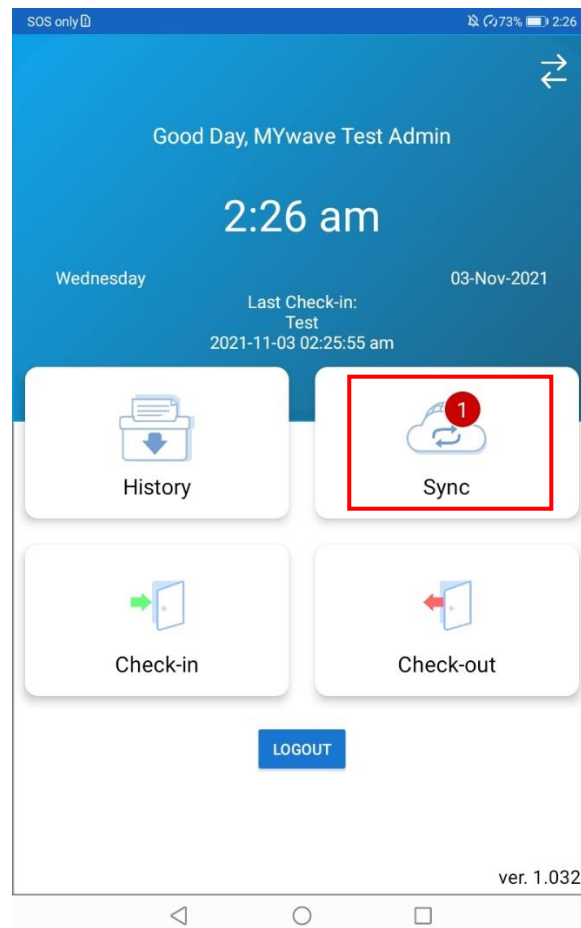 SOS only 73% 2:26
Good Day, MYwave Test Admin
2:26 am
Wednesday 03-Nov-2021
Last Check-in:
Test
2021-11-03 02:25:55 am
1
History Sync
Check-in Check-out
LOGOUT
ver. 1.032